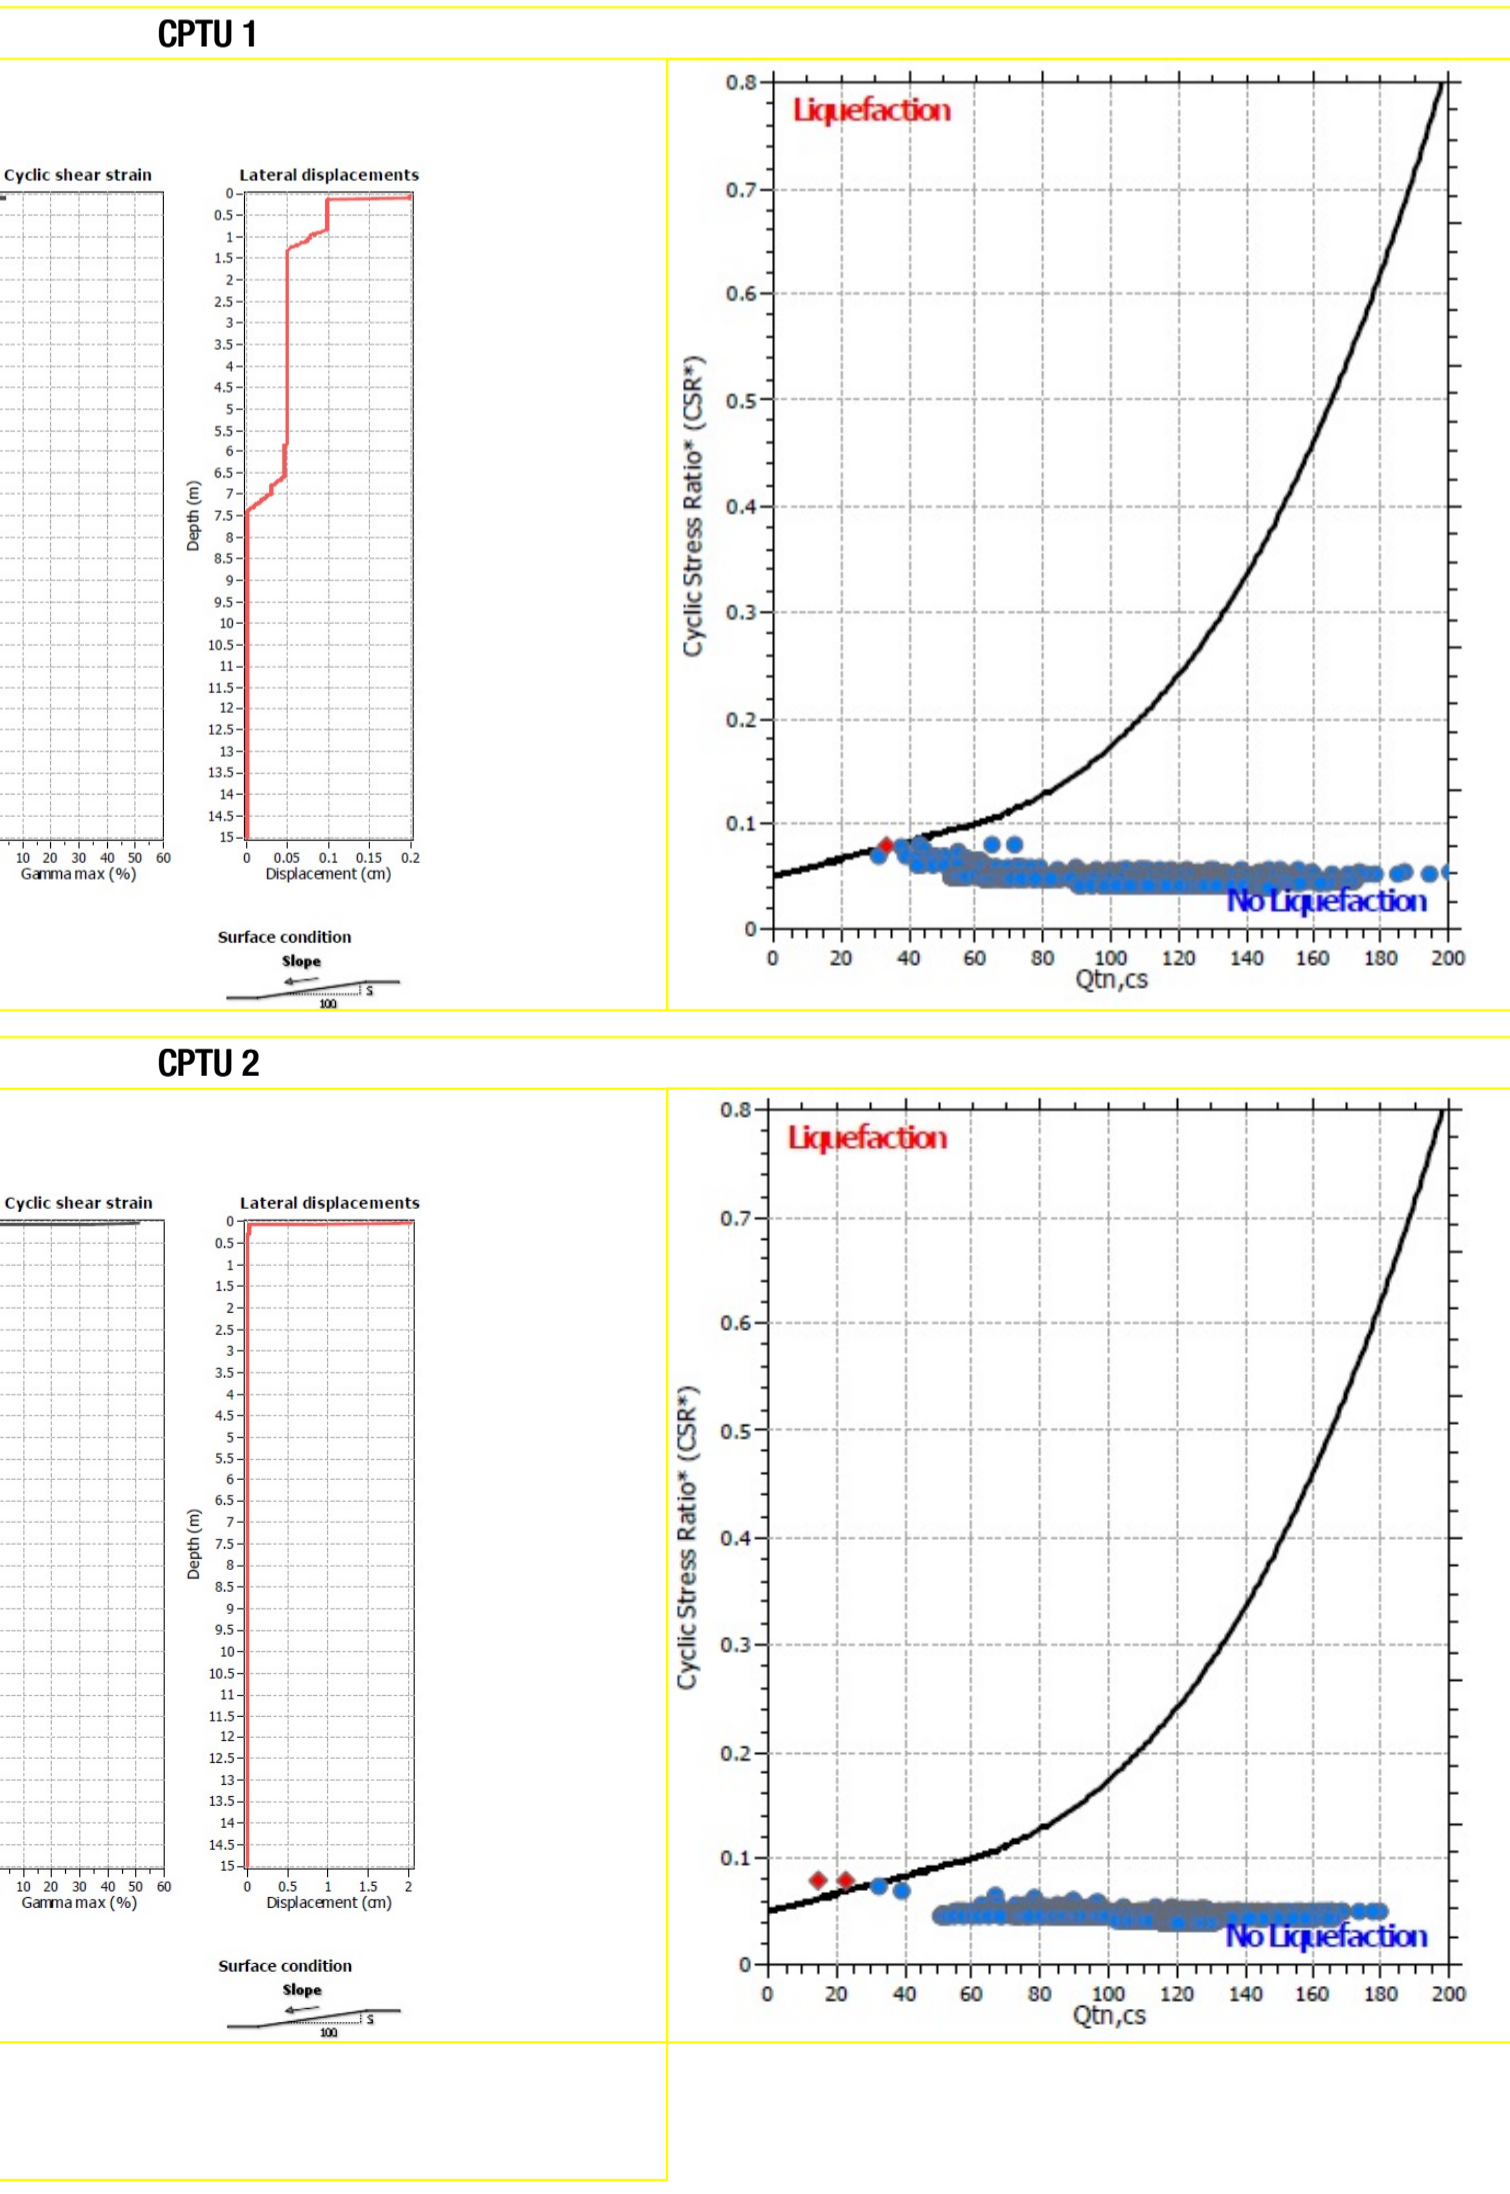 CPTU 1
Cyclic shear strain
10 20 30 40 50 60
Gamma max (%)
Lateral displacements
0
0.5
1
1.5
2
2.5
3
3.5
4
4.5
5
5.5
6
6.5
7
7.5
8
8.5
9
9.5
10
10.5
11
11.5
12
12.5
13
13.5
14
14.5
15
Depth (m)
0 0.05 0.1 0.15 0.2
Displacement (cm)
Surface condition
Slope
S
100
0.8
0.7
0.6
0.5
0.4
0.3
0.2
0.1
0
Cyclic Stress Ratio* (CSR*)
Liquefaction
No Liquefaction
0 20 40 60 80 100 120 140 160 180 200
Qtn,cs
CPTU 2
Cyclic shear strain
10 20 30 40 50 60
Gamma max (%)
Lateral displacements
0
0.5
1
1.5
2
2.5
3
3.5
4
4.5
5
5.5
6
6.5
7
7.5
8
8.5
9
9.5
10
10.5
11
11.5
12
12.5
13
13.5
14
14.5
15
Depth (m)
0 0.5 1 1.5 2
Displacement (cm)
Surface condition
Slope
S
100
0.8
0.7
0.6
0.5
0.4
0.3
0.2
0.1
0
Cyclic Stress Ratio* (CSR*)
Liquefaction
No Liquefaction
0 20 40 60 80 100 120 140 160 180 200
Qtn,cs